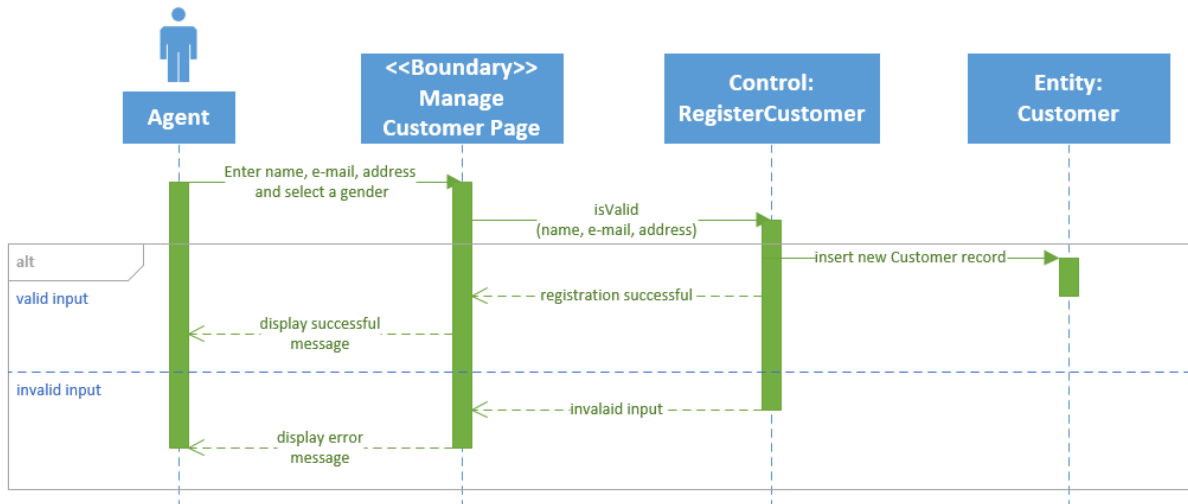 Agent
<<Boundary>>
Manage
Customer Page
Control:
RegisterCustomer
Entity:
Customer
Enter name, e-mail, address
and select a gender
isValid
(name, e-mail, address)
alt
insert new Customer record
valid input
registration successful
display successful
message
invalid input
invalaid input
display error
message